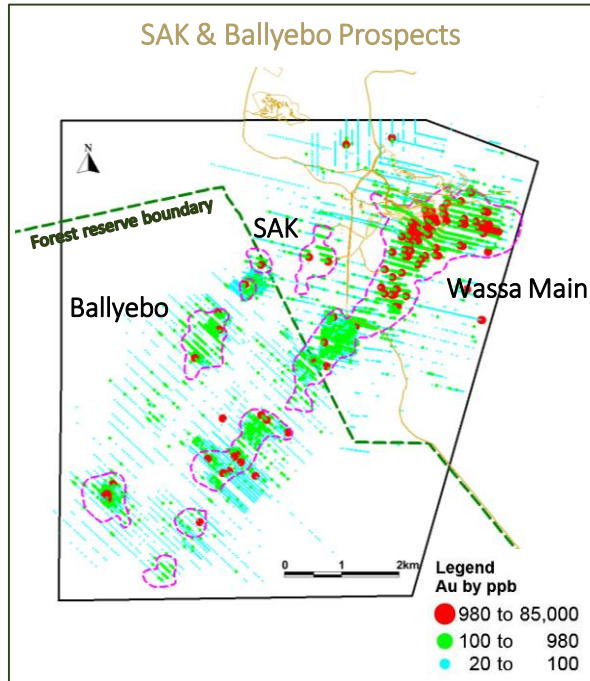 SAK & Ballyebo Prospects
N
Forest reserve boundary
SAK
Ballyebo
Wassa Main
0 1 2km
Legend
Au by ppb
980 to 85,000
100 to 980
20 to 100